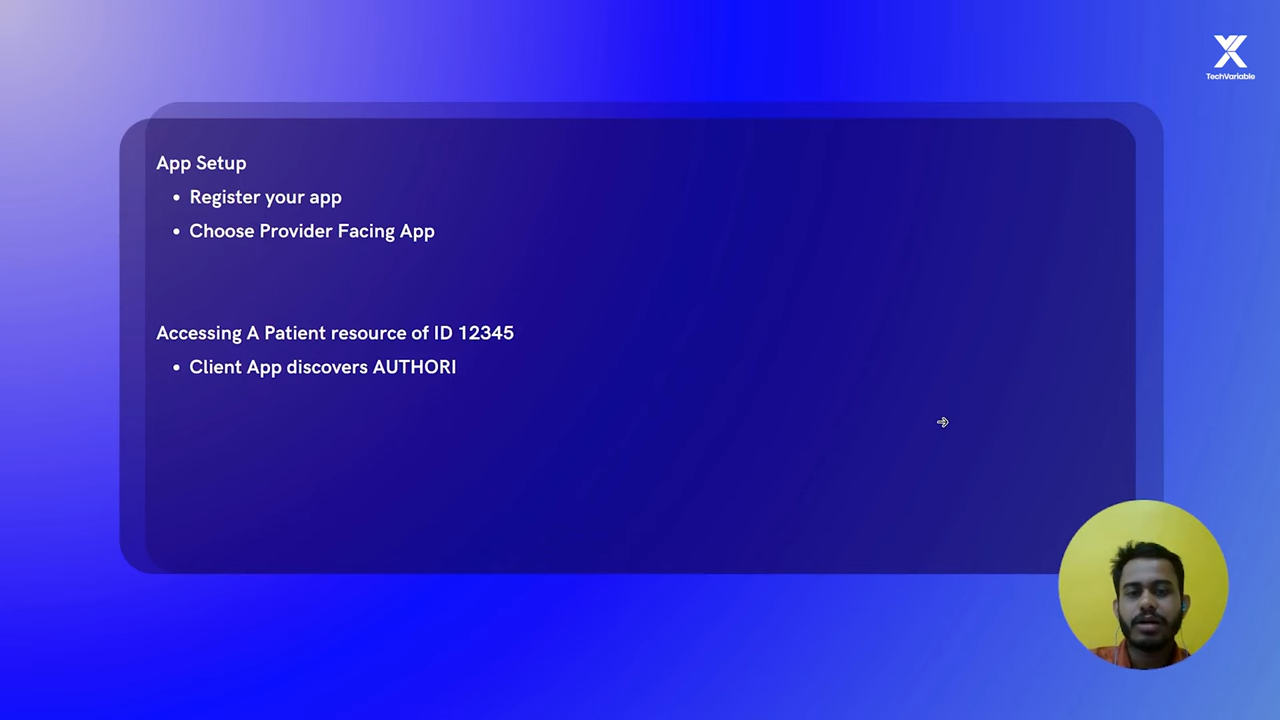 TechVariable
App Setup
Register your app
Choose Provider Facing App
Accessing A Patient resource of ID 12345
Client App discovers AUTHORI